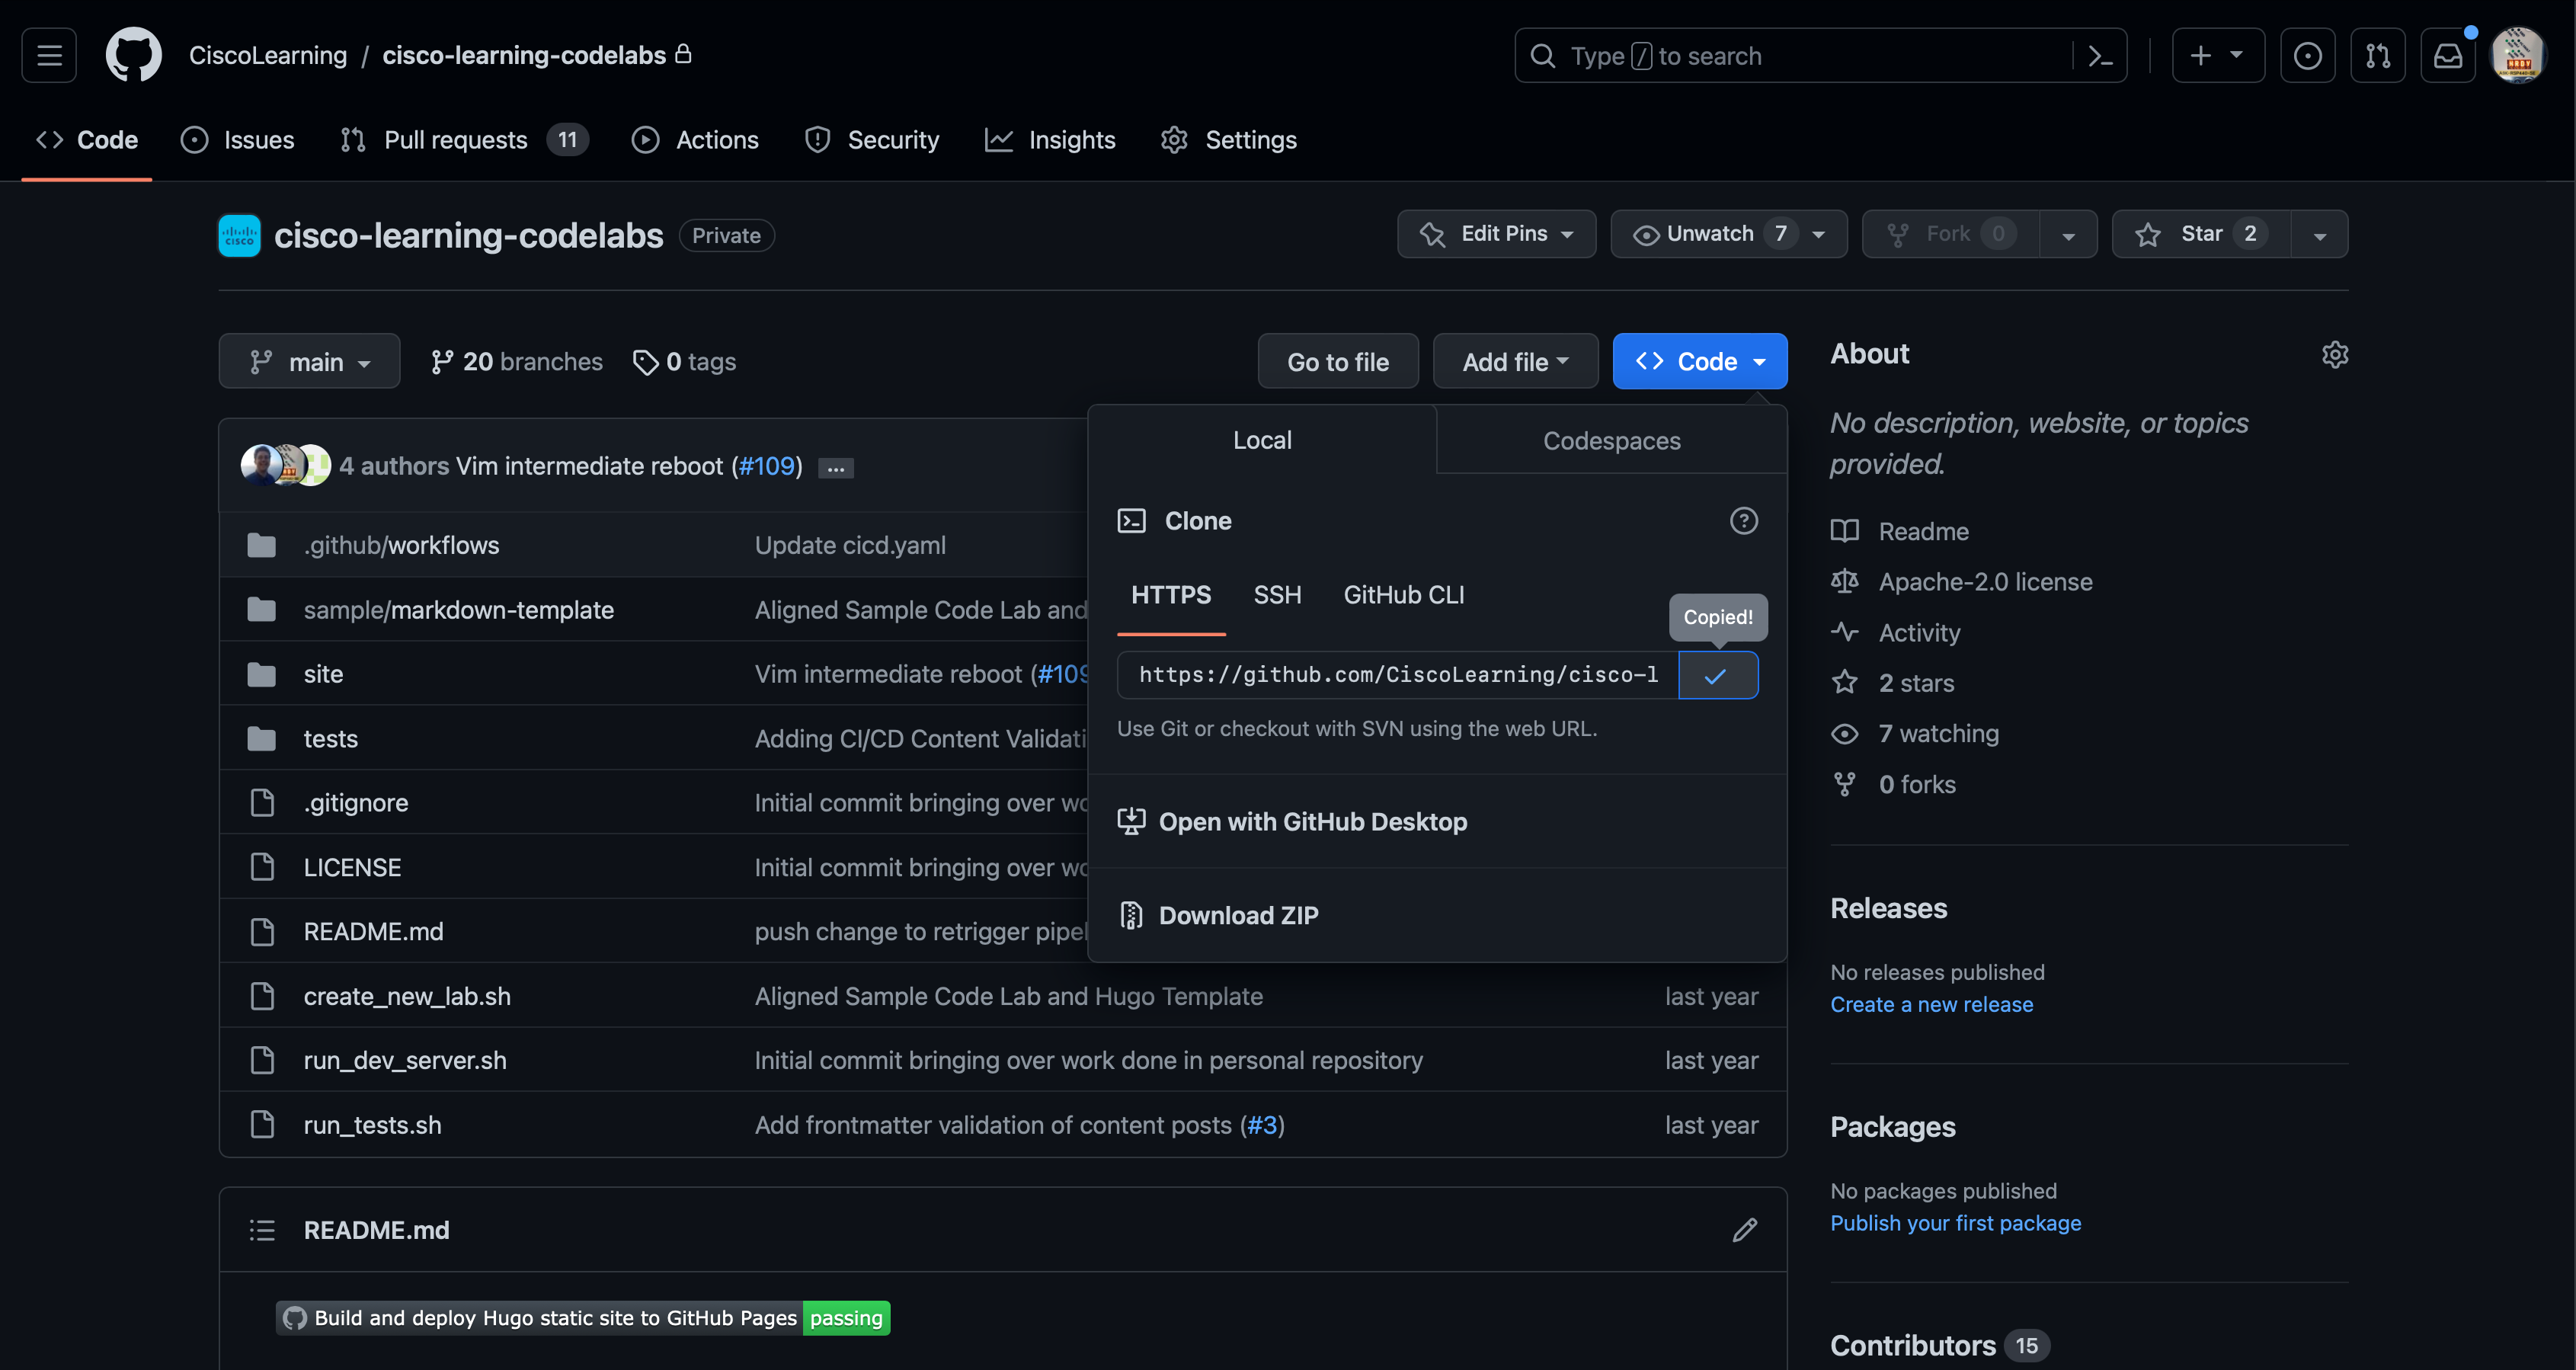 CiscoLearning / cisco-learning-codelabs
Type / to search
Code Issues Pull requests 11 Actions Security Insights Settings
CISCO
cisco-learning-codelabs Private
Edit Pins Unwatch 7 Fork 0 Star 2
main 20 branches 0 tags
Go to file Add file Code
4 authors Vim intermediate reboot (#109) ...
.github/workflows Update cicd.yaml
sample/markdown-template Aligned Sample Code Lab and
site Vim intermediate reboot (#109
tests Adding CI/CD Content Validati
.gitignore Initial commit bringing over wo
LICENSE Initial commit bringing over wo
README.md push change to retrigger pipel
create_new_lab.sh Aligned Sample Code Lab and Hugo Template last year
run_dev_server.sh Initial commit bringing over work done in personal repository last year
run_tests.sh Add frontmatter validation of content posts (#3) last year
Local Codespaces
Clone
HTTPS SSH GitHub CLI
Copied!
https://github.com/CiscoLearning/cisco-l
Use Git or checkout with SVN using the web URL.
Open with GitHub Desktop
Download ZIP
README.md
Build and deploy Hugo static site to GitHub Pages passing
About
No description, website, or topics
provided.
Readme
Apache-2.0 license
Activity
2 stars
7 watching
0 forks
Releases
No releases published
Create a new release
Packages
No packages published
Publish your first package
Contributors 15